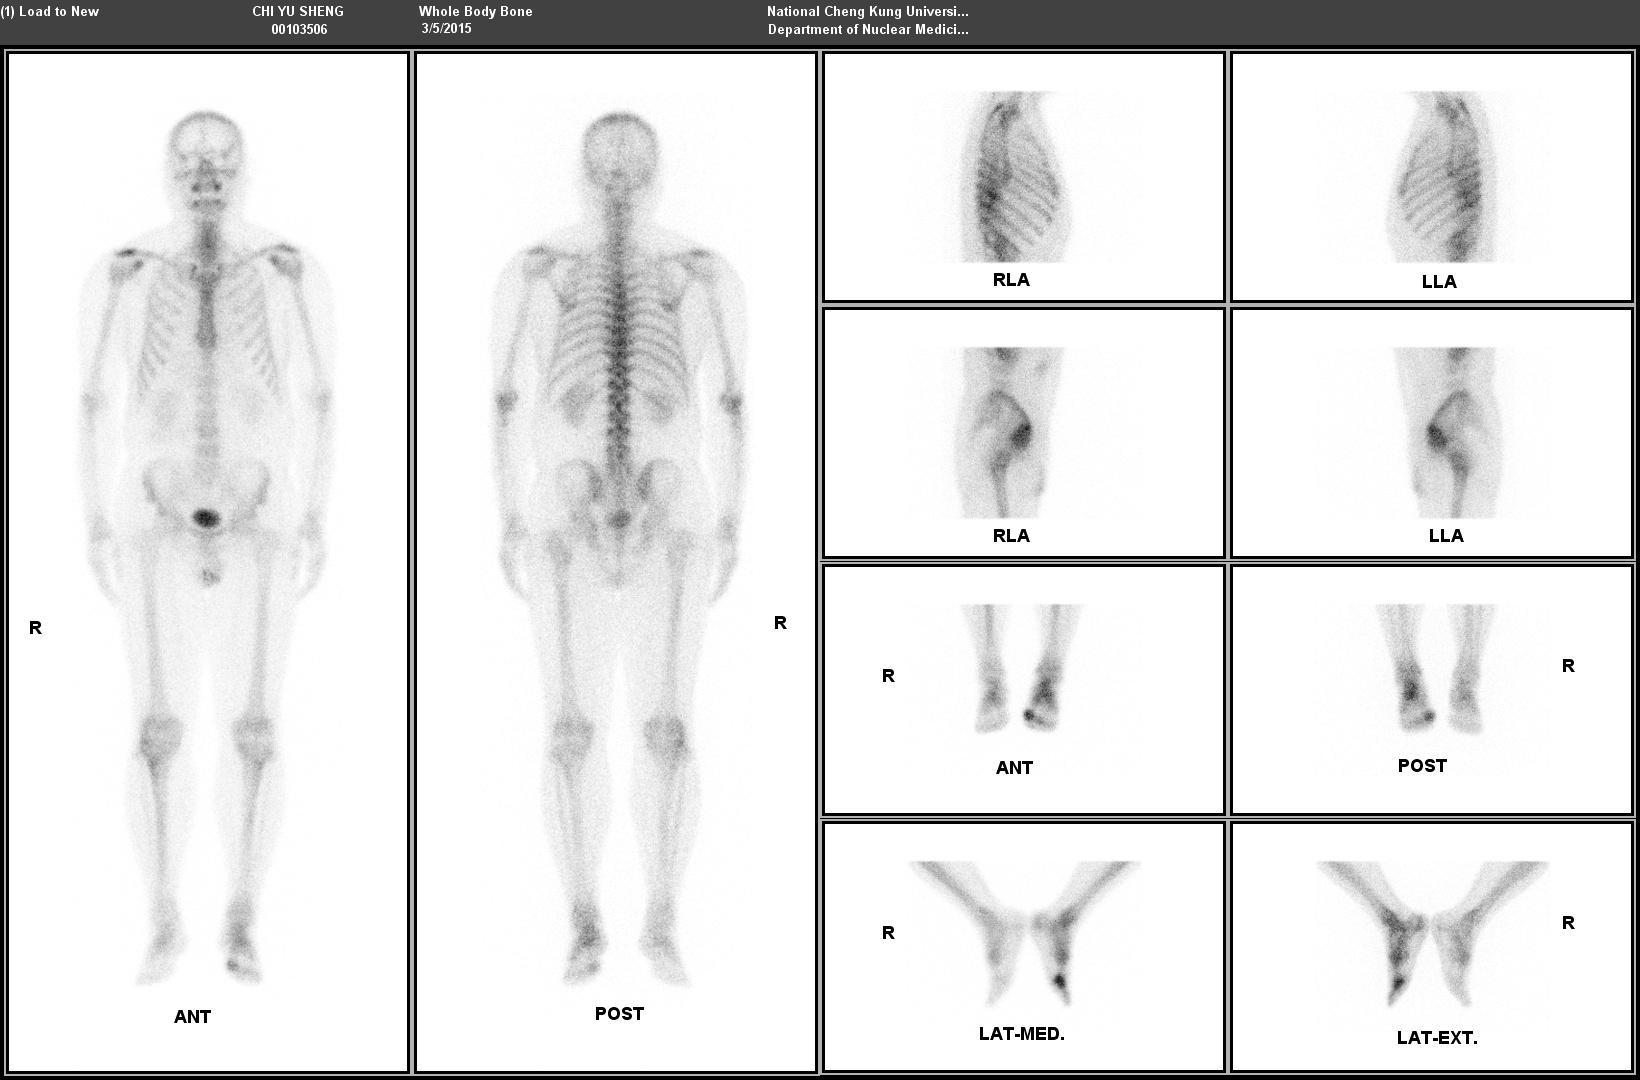 (1) Load to New
CHI YU SHENG
00103506
Whole Body Bone
3/5/2015
National Cheng Kung Universi...
Department of Nuclear Medici...
R
ANT
R
POST
RLA
LLA
RLA
LLA
R
ANT
R
POST
R
LAT-MED.
R
LAT-EXT.